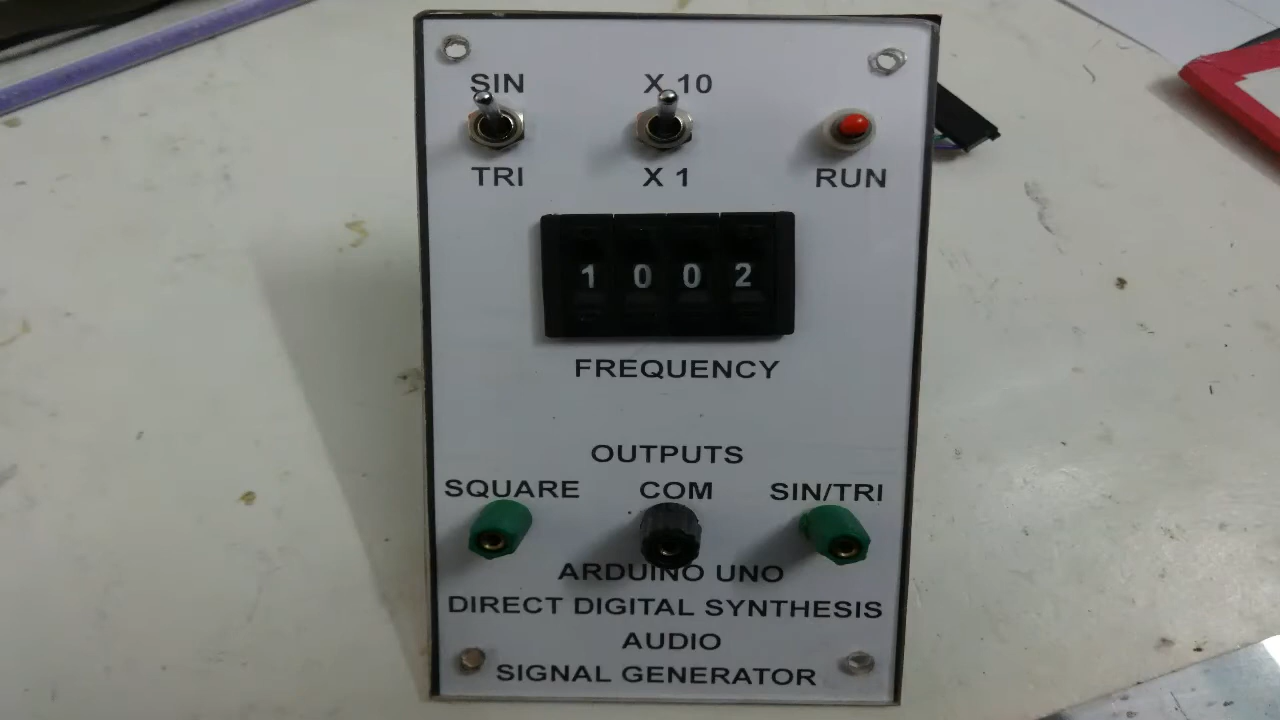 SIN X 10
TRI X 1 RUN
1 0 0 2
FREQUENCY
OUTPUTS
SQUARE COM SIN/TRI
ARDUINO UNO
DIRECT DIGITAL SYNTHESIS
AUDIO
SIGNAL GENERATOR